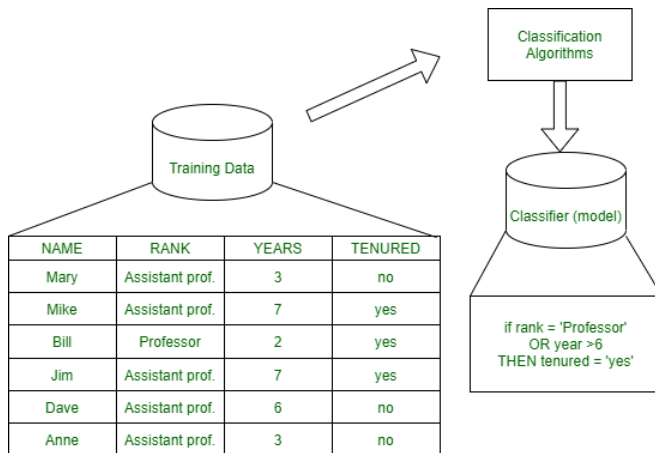 Classification
Algorithms
Training Data
Classifier (model)
NAME RANK YEARS TENURED
Mary Assistant prof. 3 no
Mike Assistant prof. 7 yes
Bill Professor 2 yes
Jim Assistant prof. 7 yes
Dave Assistant prof. 6 no
Anne Assistant prof. 3 no
if rank = 'Professor'
OR year >6
THEN tenured = 'yes'